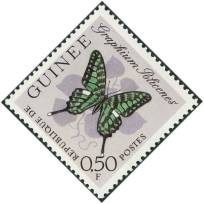 REPUBLIQUE DE
GUINEE
Graphium Policenes
0,50
F
POSTES